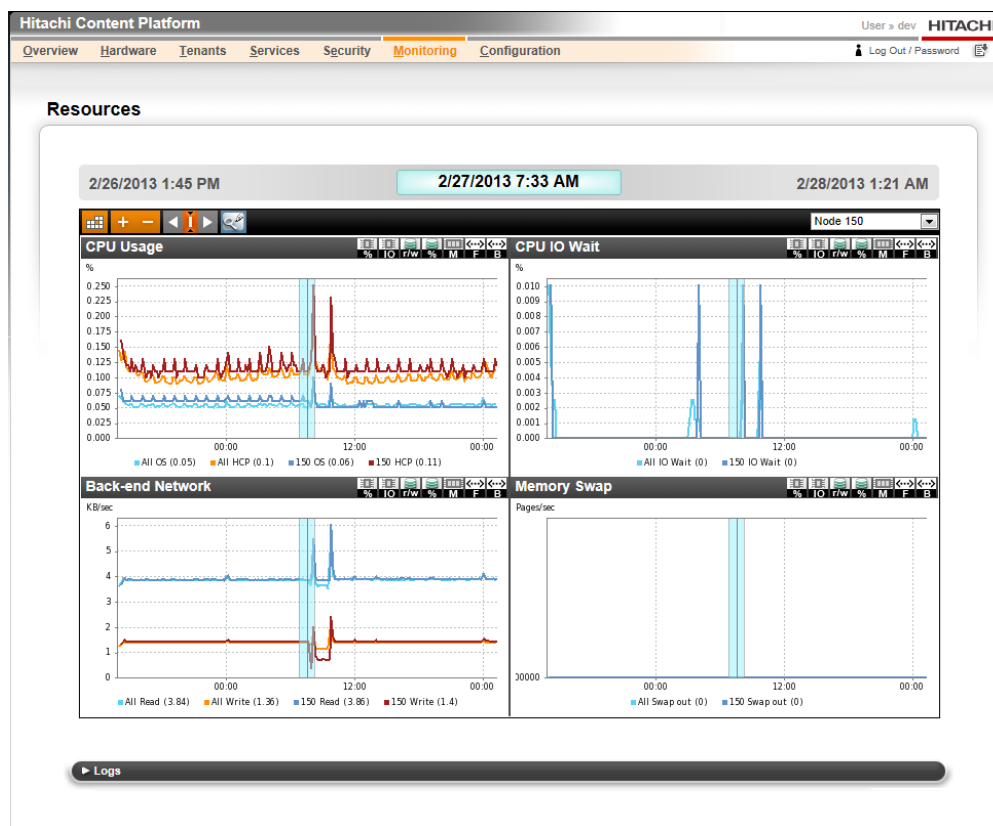 Hitachi Content Platform
User » dev HITACHI
Overview Hardware Tenants Services Security Monitoring Configuration
Log Out / Password
Resources
2/26/2013 1:45 PM 2/27/2013 7:33 AM 2/28/2013 1:21 AM
Node 150
CPU Usage % IO r/w % M F B
%
0.250
0.225
0.200
0.175
0.150
0.125
0.100
0.075
0.050
0.025
0.000
00:00 12:00 00:00
All OS (0.05) All HCP (0.1) 150 OS (0.06) 150 HCP (0.11)
CPU IO Wait % IO r/w % M F B
%
0.010
0.009
0.008
0.007
0.006
0.005
0.004
0.003
0.002
0.001
0.000
00:00 12:00 00:00
All IO Wait (0) 150 IO Wait (0)
Back-end Network % IO r/w % M F B
KB/sec
6
5
4
3
2
1
0
00:00 12:00 00:00
All Read (3.84) All Write (1.36) 150 Read (3.86) 150 Write (1.4)
Memory Swap % IO r/w % M F B
Pages/sec
00000
00:00 12:00 00:00
All Swap out (0) 150 Swap out (0)
Logs